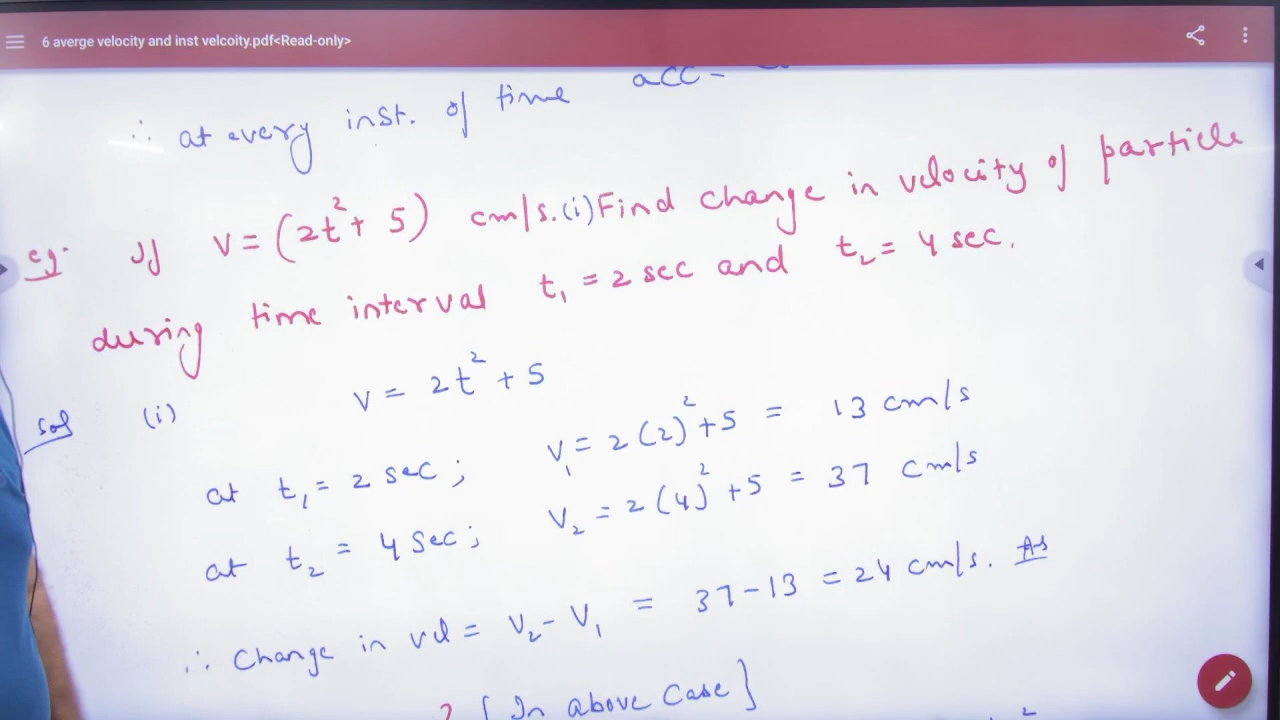 6 averge velocity and inst velcoity.pdf<Read-only>
∴ at every inst. of time acc =
eg: If v = (2t² + 5) cm/s. (i) Find change in velocity of particle
during time interval t₁ = 2 sec and t₂ = 4 sec.
Sol (i) v = 2t² + 5
at t₁ = 2 sec; v₁ = 2(2)² + 5 = 13 cm/s
at t₂ = 4 sec; v₂ = 2(4)² + 5 = 37 cm/s
∴ Change in vel = v₂ - v₁ = 37 - 13 = 24 cm/s. Ans
? [In above case]